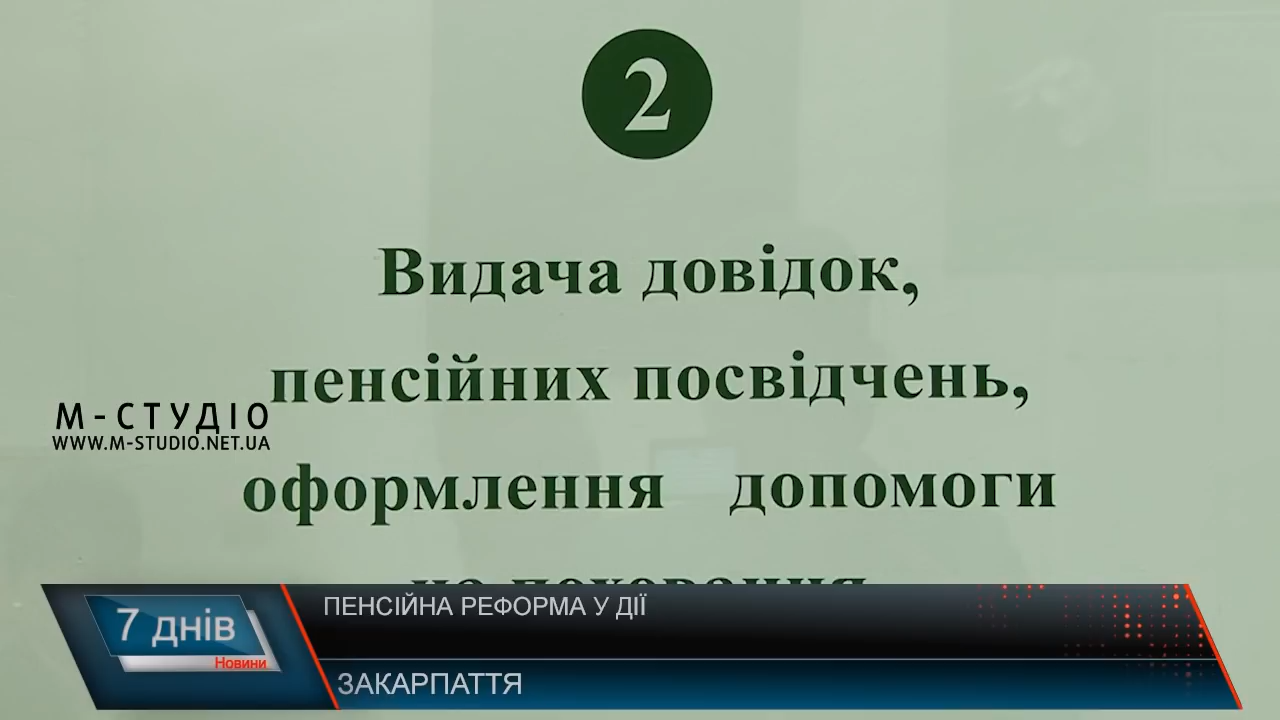 2
Видача довідок,
пенсійних посвідчень,
М-СТУДІО
WWW.M-STUDIO.NET.UA
оформлення допомоги
ПЕНСІЙНА РЕФОРМА У ДІЇ
7 днів
Новини
ЗАКАРПАТТЯ